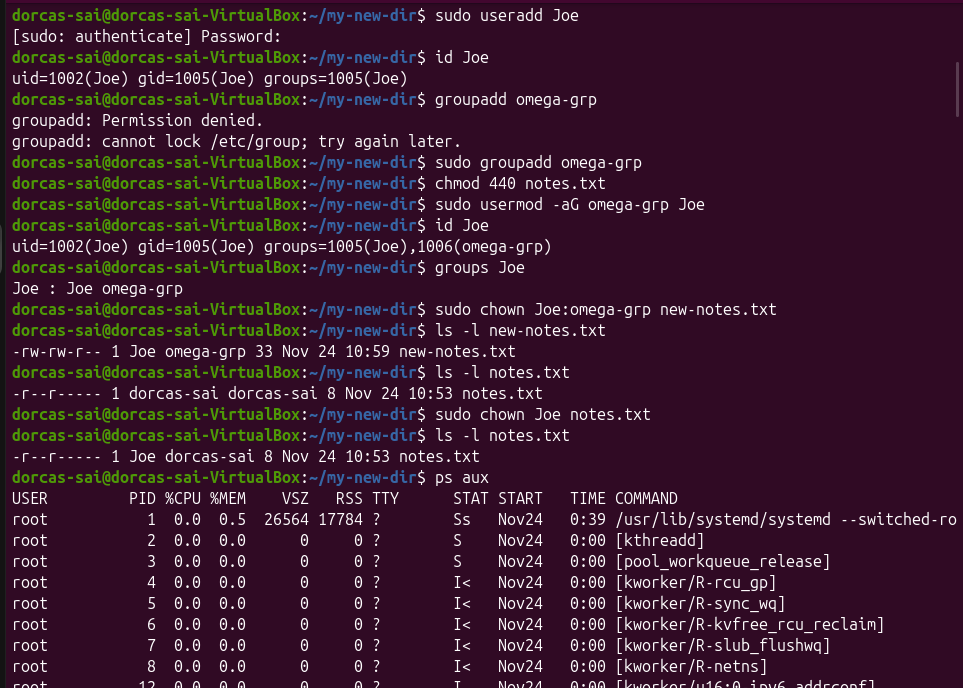 dorcas-sai@dorcas-sai-VirtualBox:~/my-new-dir$ sudo useradd Joe
[sudo: authenticate] Password:
dorcas-sai@dorcas-sai-VirtualBox:~/my-new-dir$ id Joe
uid=1002(Joe) gid=1005(Joe) groups=1005(Joe)
dorcas-sai@dorcas-sai-VirtualBox:~/my-new-dir$ groupadd omega-grp
groupadd: Permission denied.
groupadd: cannot lock /etc/group; try again later.
dorcas-sai@dorcas-sai-VirtualBox:~/my-new-dir$ sudo groupadd omega-grp
dorcas-sai@dorcas-sai-VirtualBox:~/my-new-dir$ chmod 440 notes.txt
dorcas-sai@dorcas-sai-VirtualBox:~/my-new-dir$ sudo usermod -aG omega-grp Joe
dorcas-sai@dorcas-sai-VirtualBox:~/my-new-dir$ id Joe
uid=1002(Joe) gid=1005(Joe) groups=1005(Joe),1006(omega-grp)
dorcas-sai@dorcas-sai-VirtualBox:~/my-new-dir$ groups Joe
Joe : Joe omega-grp
dorcas-sai@dorcas-sai-VirtualBox:~/my-new-dir$ sudo chown Joe:omega-grp new-notes.txt
dorcas-sai@dorcas-sai-VirtualBox:~/my-new-dir$ ls -l new-notes.txt
-rw-rw-r-- 1 Joe omega-grp 33 Nov 24 10:59 new-notes.txt
dorcas-sai@dorcas-sai-VirtualBox:~/my-new-dir$ ls -l notes.txt
-r--r----- 1 dorcas-sai dorcas-sai 8 Nov 24 10:53 notes.txt
dorcas-sai@dorcas-sai-VirtualBox:~/my-new-dir$ sudo chown Joe notes.txt
dorcas-sai@dorcas-sai-VirtualBox:~/my-new-dir$ ls -l notes.txt
-r--r----- 1 Joe dorcas-sai 8 Nov 24 10:53 notes.txt
dorcas-sai@dorcas-sai-VirtualBox:~/my-new-dir$ ps aux
USER PID %CPU %MEM VSZ RSS TTY STAT START TIME COMMAND
root 1 0.0 0.5 26564 17784 ? Ss Nov24 0:39 /usr/lib/systemd/systemd --switched-ro
root 2 0.0 0.0 0 0 ? S Nov24 0:00 [kthreadd]
root 3 0.0 0.0 0 0 ? S Nov24 0:00 [pool_workqueue_release]
root 4 0.0 0.0 0 0 ? I< Nov24 0:00 [kworker/R-rcu_gp]
root 5 0.0 0.0 0 0 ? I< Nov24 0:00 [kworker/R-sync_wq]
root 6 0.0 0.0 0 0 ? I< Nov24 0:00 [kworker/R-kvfree_rcu_reclaim]
root 7 0.0 0.0 0 0 ? I< Nov24 0:00 [kworker/R-slub_flushwq]
root 8 0.0 0.0 0 0 ? I< Nov24 0:00 [kworker/R-netns]
root 12 0.0 0.0 0 0 ? I Nov24 0:00 [kworker/u16:0-ipv6_addrconf]